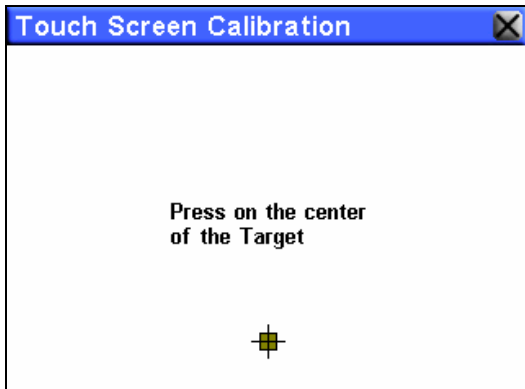 Touch Screen Calibration
Press on the center
of the Target